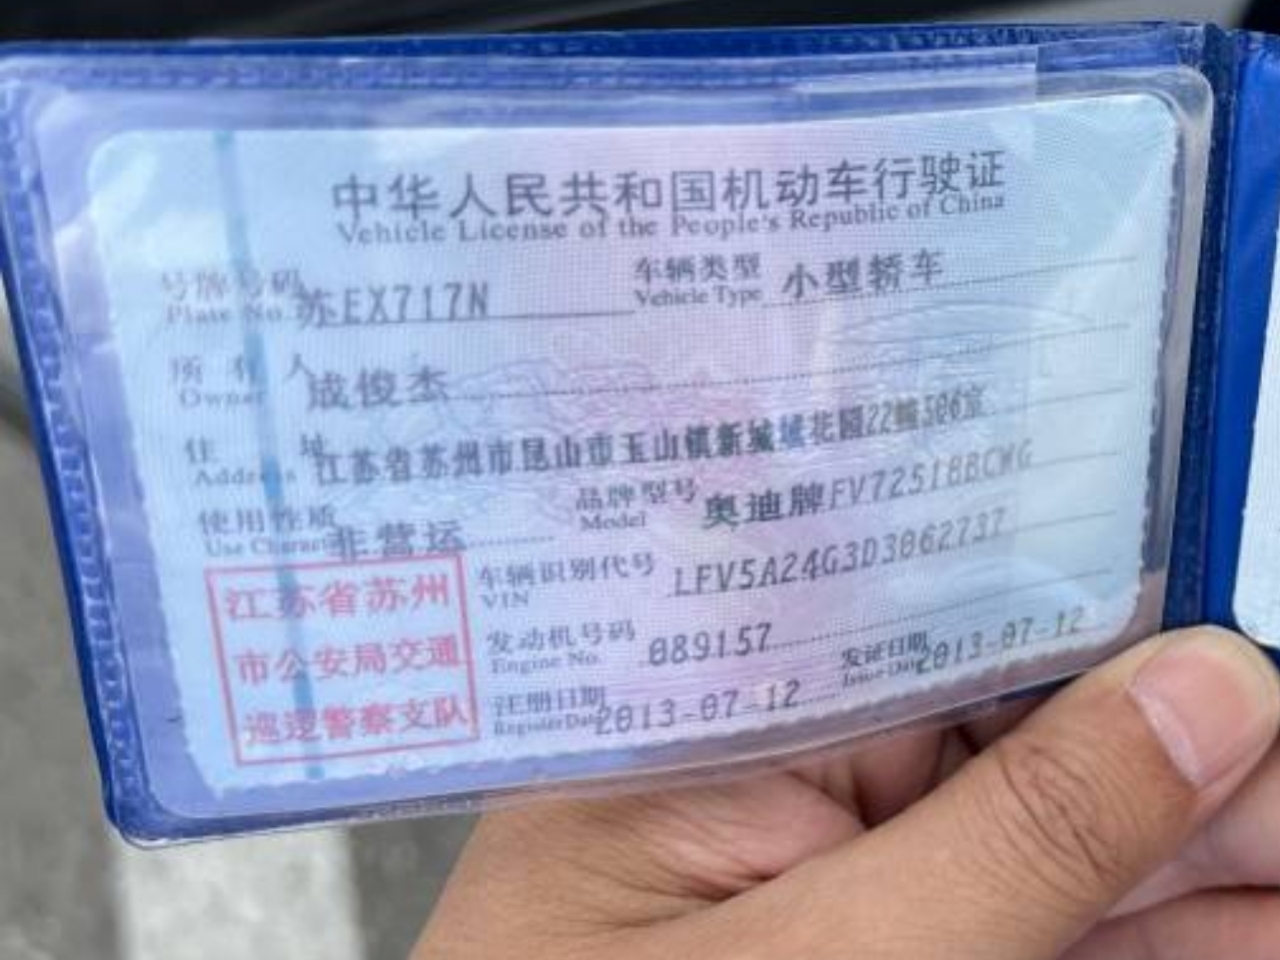 中华人民共和国机动车行驶证
Vehicle License of the People's Republic of China
号牌号码 苏EX717N 车辆类型 小型轿车
Plate No. Vehicle Type
所有人 成俊杰
Owner
住址 江苏省苏州市昆山市玉山镇新城域花园22幢306室
Address
使用性质 非营运 品牌型号 奥迪牌FV7251BBCWG
Use Character Model
车辆识别代号 LFV5A24G3D3062737
VIN
发动机号码 089157
Engine No.
注册日期 2013-07-12 发证日期 2013-07-12
Register Date Issue Date
江苏省苏州
市公安局交通
巡逻警察支队